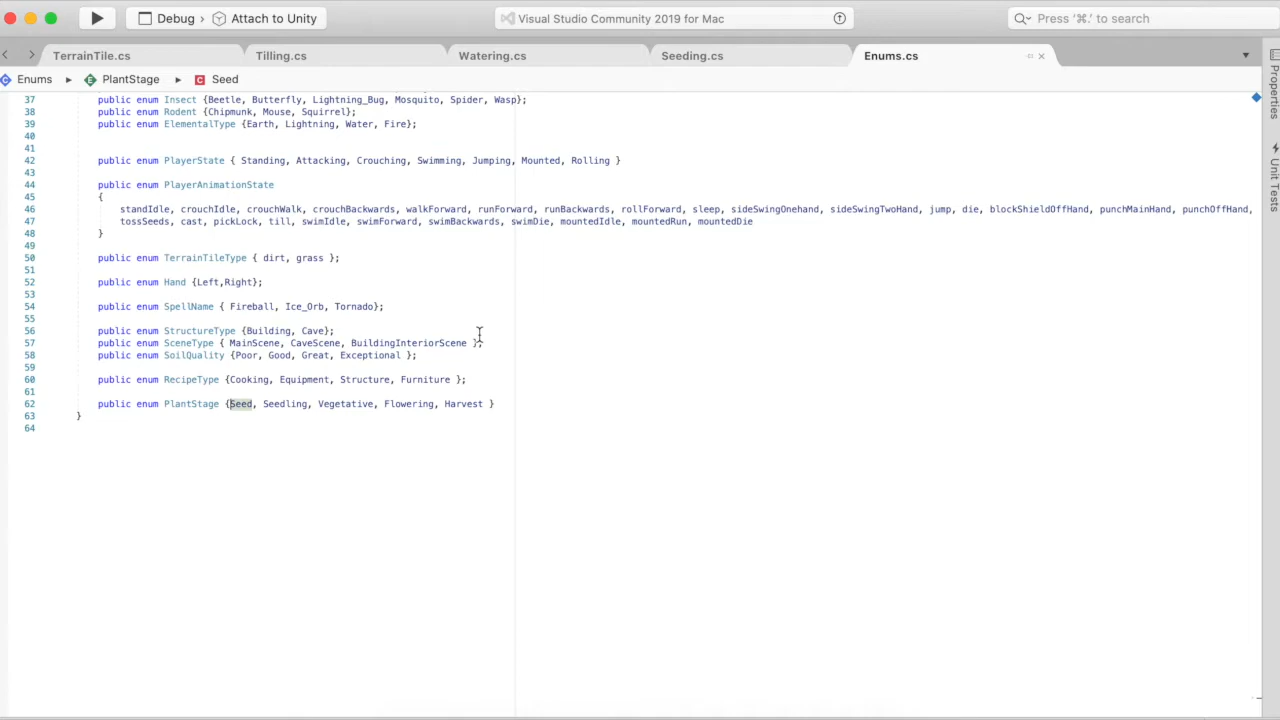 Debug › Attach to Unity
Visual Studio Community 2019 for Mac
Press '⌘.' to search
TerrainTile.cs
Tilling.cs
Watering.cs
Seeding.cs
Enums.cs
Enums ▸ PlantStage ▸ Seed
37 public enum Insect {Beetle, Butterfly, Lightning_Bug, Mosquito, Spider, Wasp};
38 public enum Rodent {Chipmunk, Mouse, Squirrel};
39 public enum ElementalType {Earth, Lightning, Water, Fire};
40
41
42 public enum PlayerState { Standing, Attacking, Crouching, Swimming, Jumping, Mounted, Rolling }
43
44 public enum PlayerAnimationState
45 {
46 standIdle, crouchIdle, crouchWalk, crouchBackwards, walkForward, runForward, runBackwards, rollForward, sleep, sideSwingOnehand, sideSwingTwoHand, jump, die, blockShieldOffHand, punchMainHand, punchOffHand,
47 tossSeeds, cast, pickLock, till, swimIdle, swimForward, swimBackwards, swimDie, mountedIdle, mountedRun, mountedDie
48 }
49
50 public enum TerrainTileType { dirt, grass };
51
52 public enum Hand {Left,Right};
53
54 public enum SpellName { Fireball, Ice_Orb, Tornado};
55
56 public enum StructureType {Building, Cave};
57 public enum SceneType { MainScene, CaveScene, BuildingInteriorScene };
58 public enum SoilQuality {Poor, Good, Great, Exceptional };
59
60 public enum RecipeType {Cooking, Equipment, Structure, Furniture };
61
62 public enum PlantStage {Seed, Seedling, Vegetative, Flowering, Harvest }
63 }
64
Properties
Unit Tests